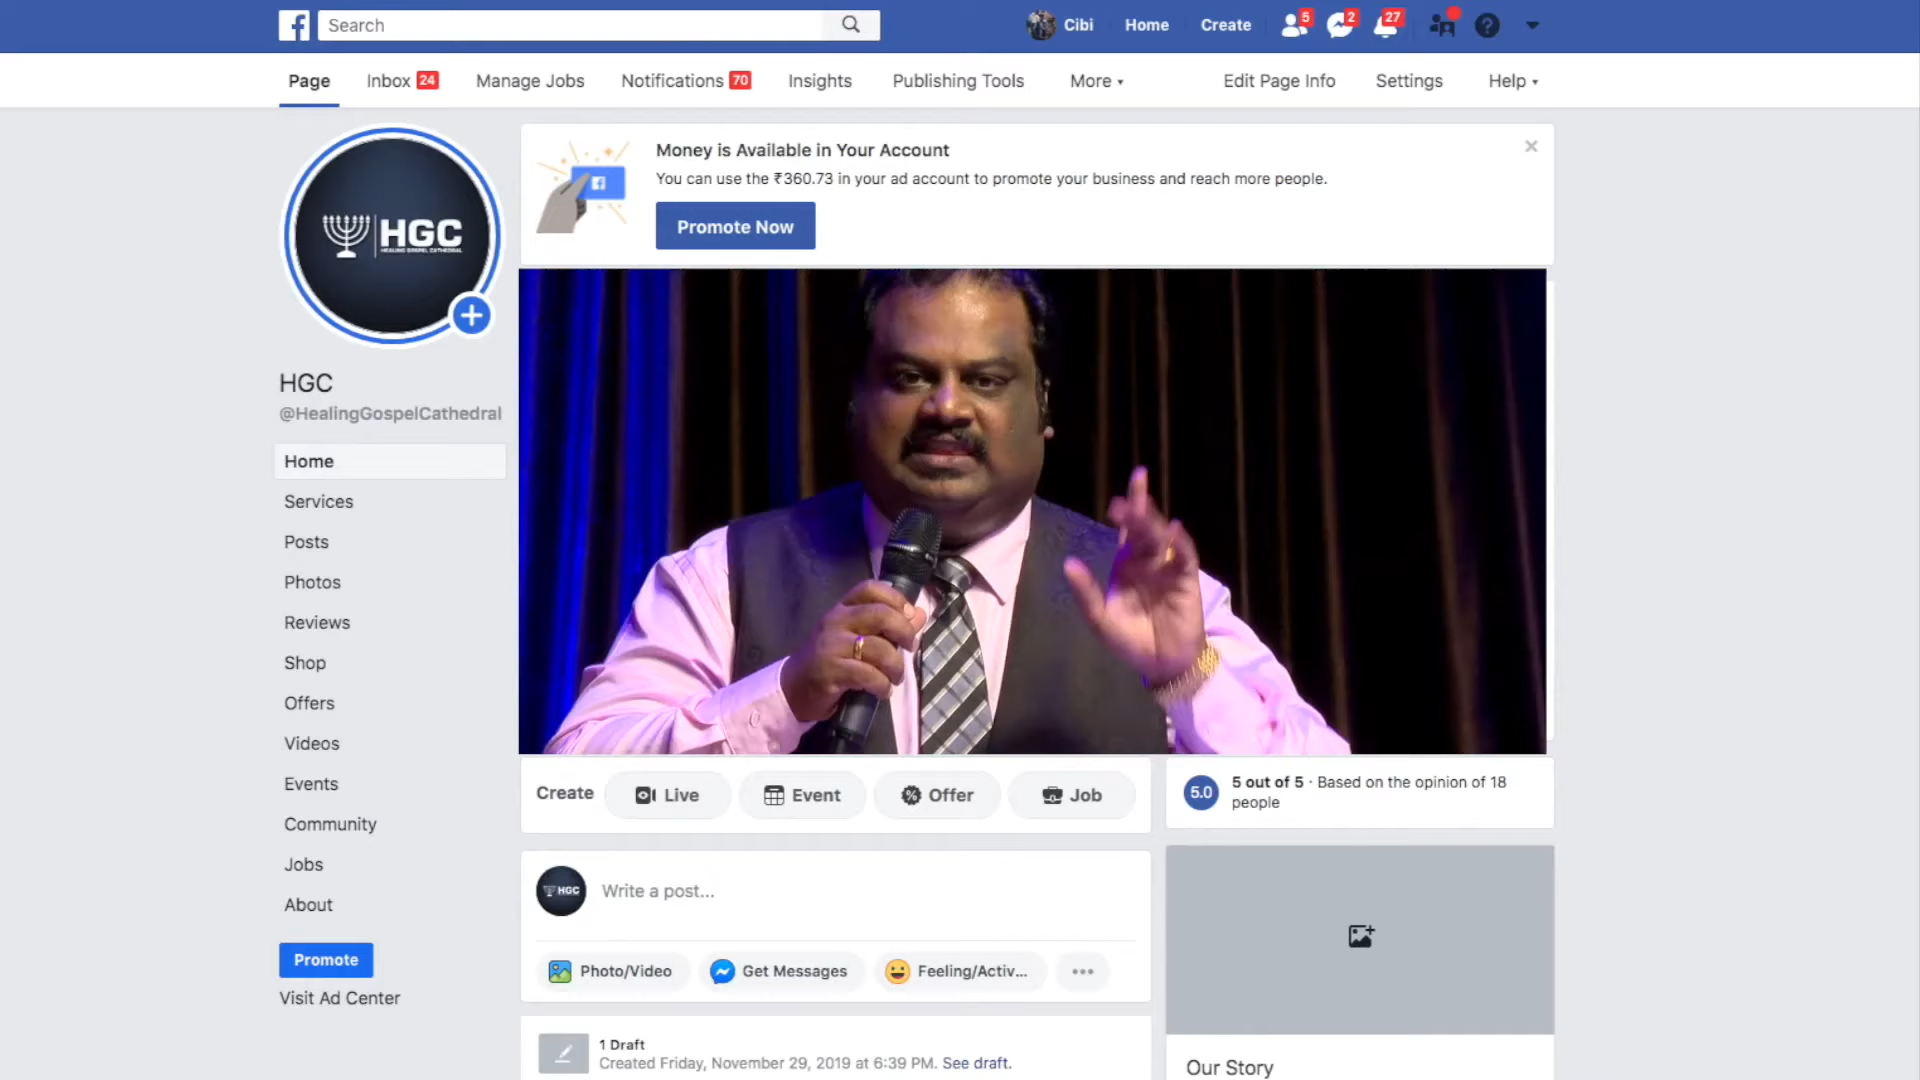 Search
Cibi
Home
Create
5
2
27
Page
Inbox 24
Manage Jobs
Notifications 70
Insights
Publishing Tools
More
Edit Page Info
Settings
Help
HGC
HEALING GOSPEL CATHEDRAL
Money is Available in Your Account
You can use the ₹360.73 in your ad account to promote your business and reach more people.
Promote Now
HGC
@HealingGospelCathedral
Home
Services
Posts
Photos
Reviews
Shop
Offers
Videos
Events
Community
Jobs
About
Promote
Visit Ad Center
Create
Live
Event
Offer
Job
5.0
5 out of 5 · Based on the opinion of 18
people
HGC
Write a post...
Photo/Video
Get Messages
Feeling/Activ...
1 Draft
Created Friday, November 29, 2019 at 6:39 PM. See draft.
Our Story